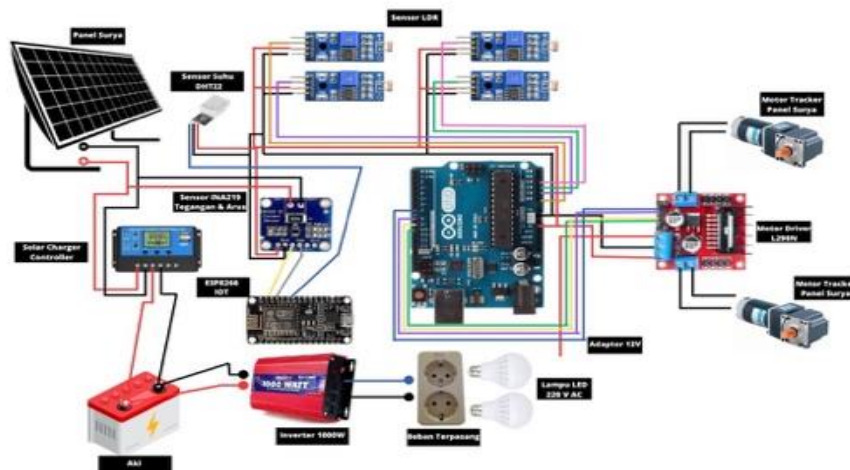 Sensor LDR
Panel Surya
Sensor Suhu
DHT22
Motor Tracker
Panel Surya
Sensor INA219
Tegangan & Arus
Solar Charger
Controller
Motor Driver
L298N
ESP8266
IOT
Motor Tracker
Panel Surya
Adaptor 12V
1000 WATT
Lampu LED
220 V AC
Inverter 1000W
Beban Terpasang
Aki